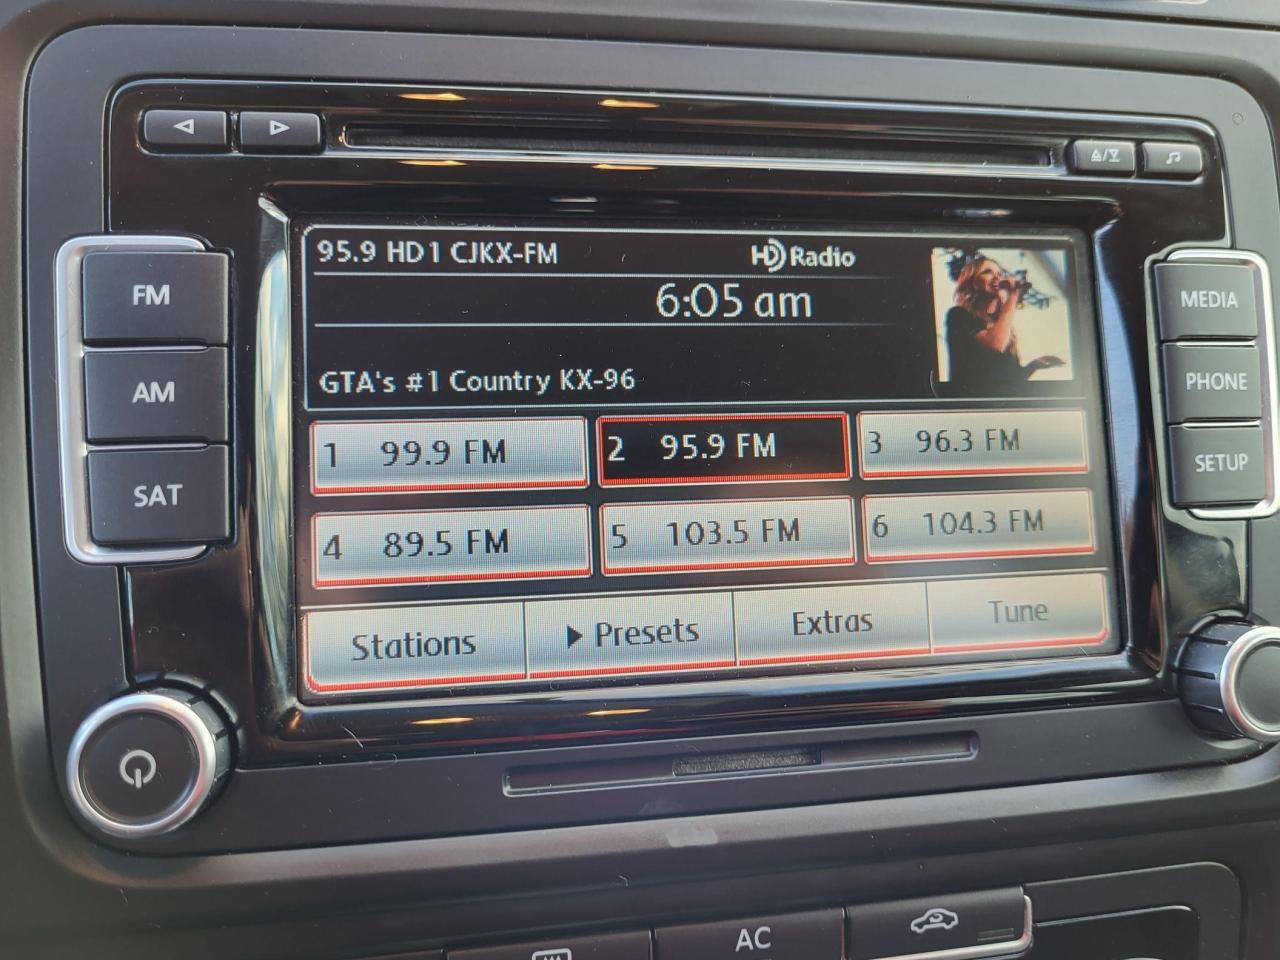 95.9 HD1 CJKX-FM
HD Radio
6:05 am
GTA's #1 Country KX-96
FM
AM
SAT
MEDIA
PHONE
SETUP
1 99.9 FM
2 95.9 FM
3 96.3 FM
4 89.5 FM
5 103.5 FM
6 104.3 FM
Stations
Presets
Extras
Tune
AC